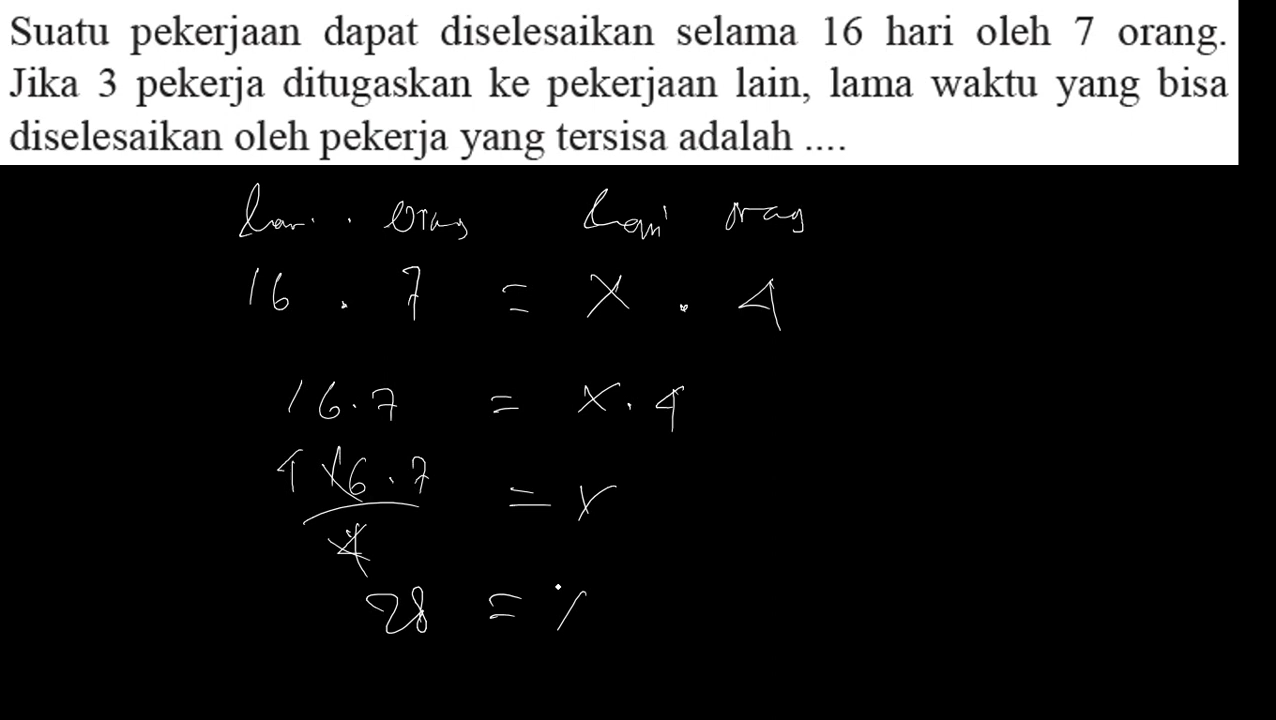 Suatu pekerjaan dapat diselesaikan selama 16 hari oleh 7 orang.
Jika 3 pekerja ditugaskan ke pekerjaan lain, lama waktu yang bisa
diselesaikan oleh pekerja yang tersisa adalah ....
hari . orang hari orang
16 . 7 = x . 4
16 . 7 = x . 4
4 16 . 7 = x
4
28 = x